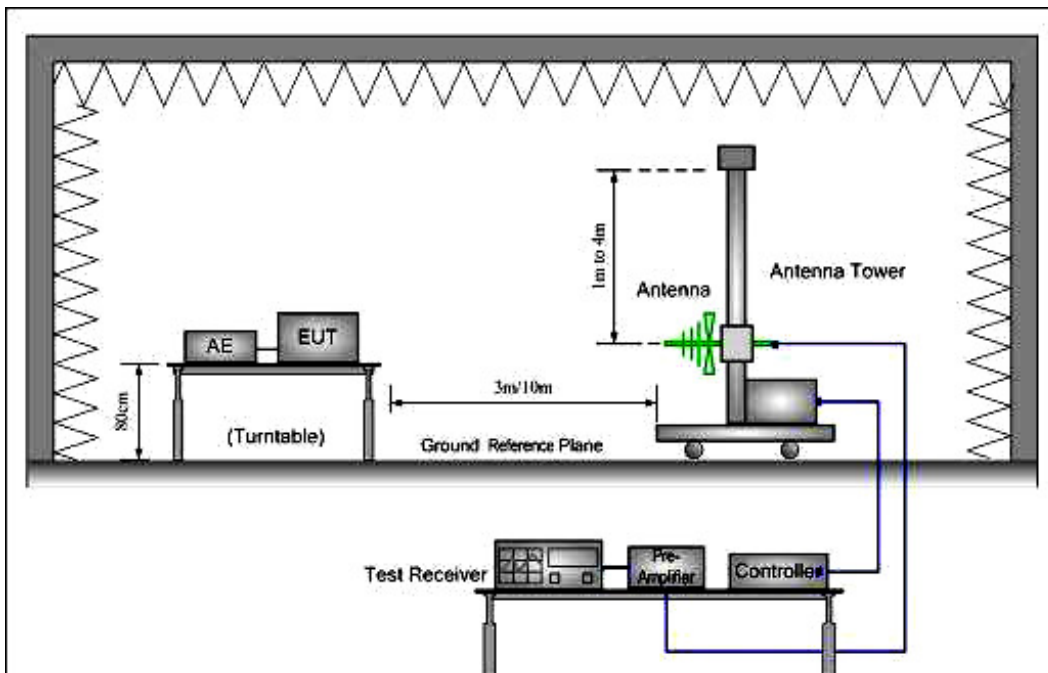 1m to 4m
Antenna Tower
Antenna
AE
EUT
3m/10m
80cm
(Turntable)
Ground Reference Plane
Test Receiver
Pre-
Amplifier
Controller